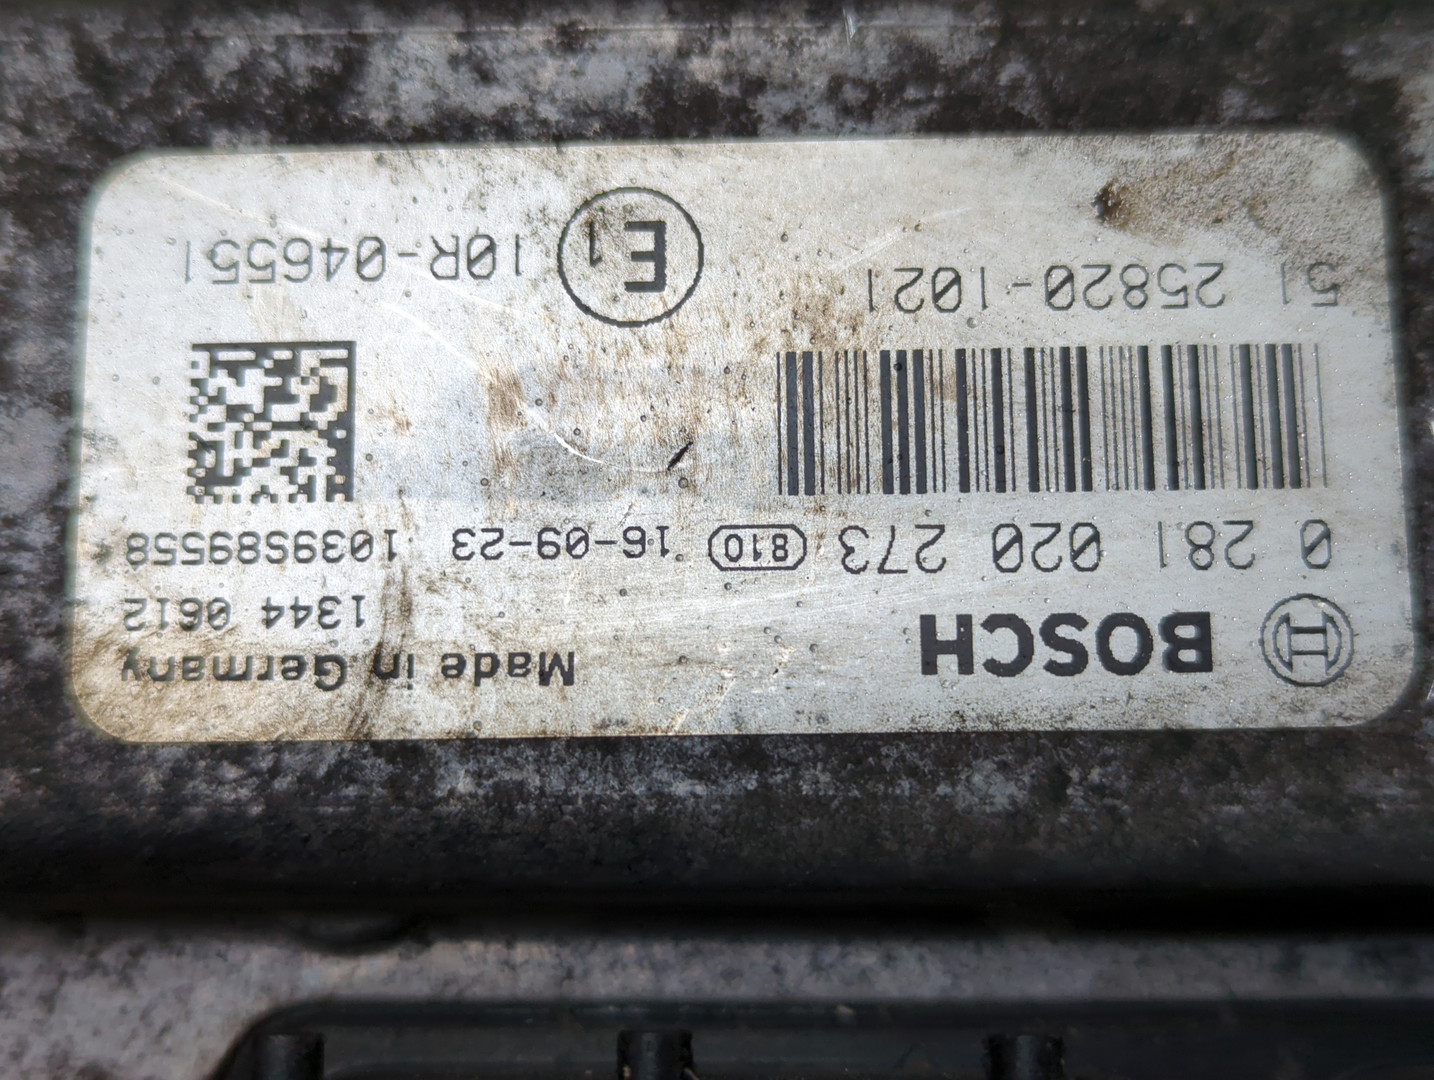 BOSCH Made in Germany
1344 0612
0 281 020 273 810 16-09-23 1039S89558
51 25820-1021 E1 10R-046551